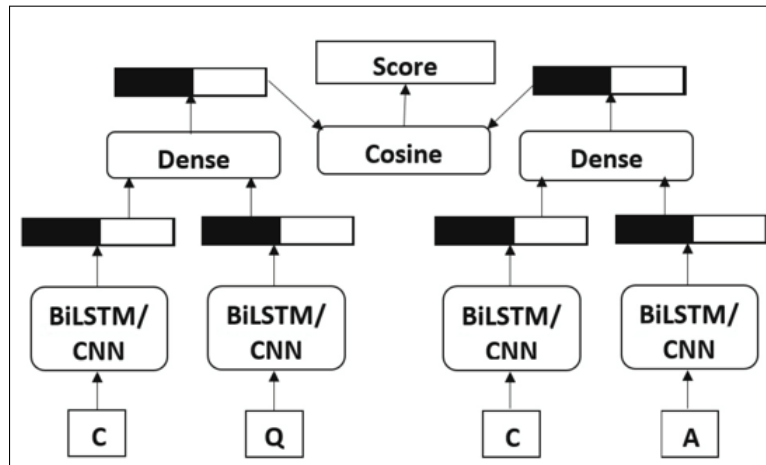 Score
Dense
Cosine
Dense
BiLSTM/
CNN
BiLSTM/
CNN
BiLSTM/
CNN
BiLSTM/
CNN
C
Q
C
A